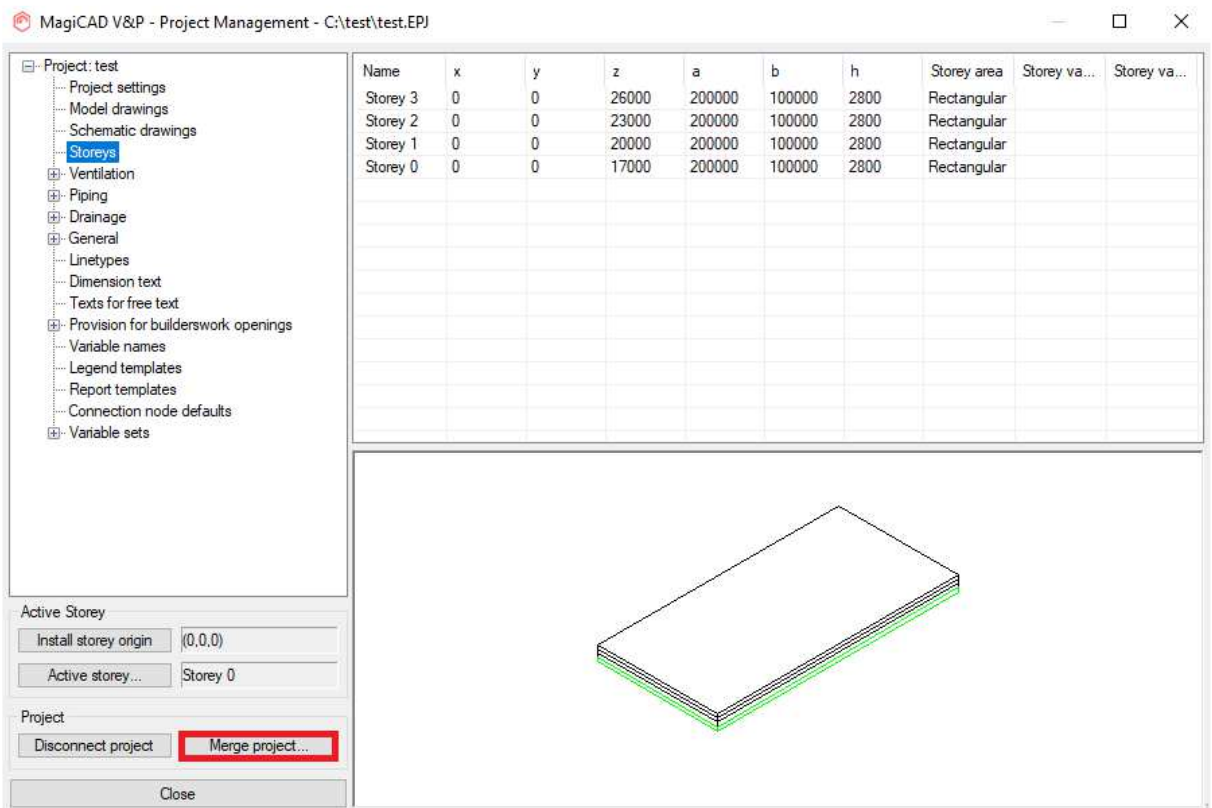 MagiCAD V&P - Project Management - C:\test\test.EPJ
Project: test
Project settings
Model drawings
Schematic drawings
Storeys
Ventilation
Piping
Drainage
General
Linetypes
Dimension text
Texts for free text
Provision for builderswork openings
Variable names
Legend templates
Report templates
Connection node defaults
Variable sets
Name x y z a b h Storey area Storey va... Storey va...
Storey 3 0 0 26000 200000 100000 2800 Rectangular
Storey 2 0 0 23000 200000 100000 2800 Rectangular
Storey 1 0 0 20000 200000 100000 2800 Rectangular
Storey 0 0 0 17000 200000 100000 2800 Rectangular
Active Storey
Install storey origin (0,0,0)
Active storey... Storey 0
Project
Disconnect project Merge project...
Close